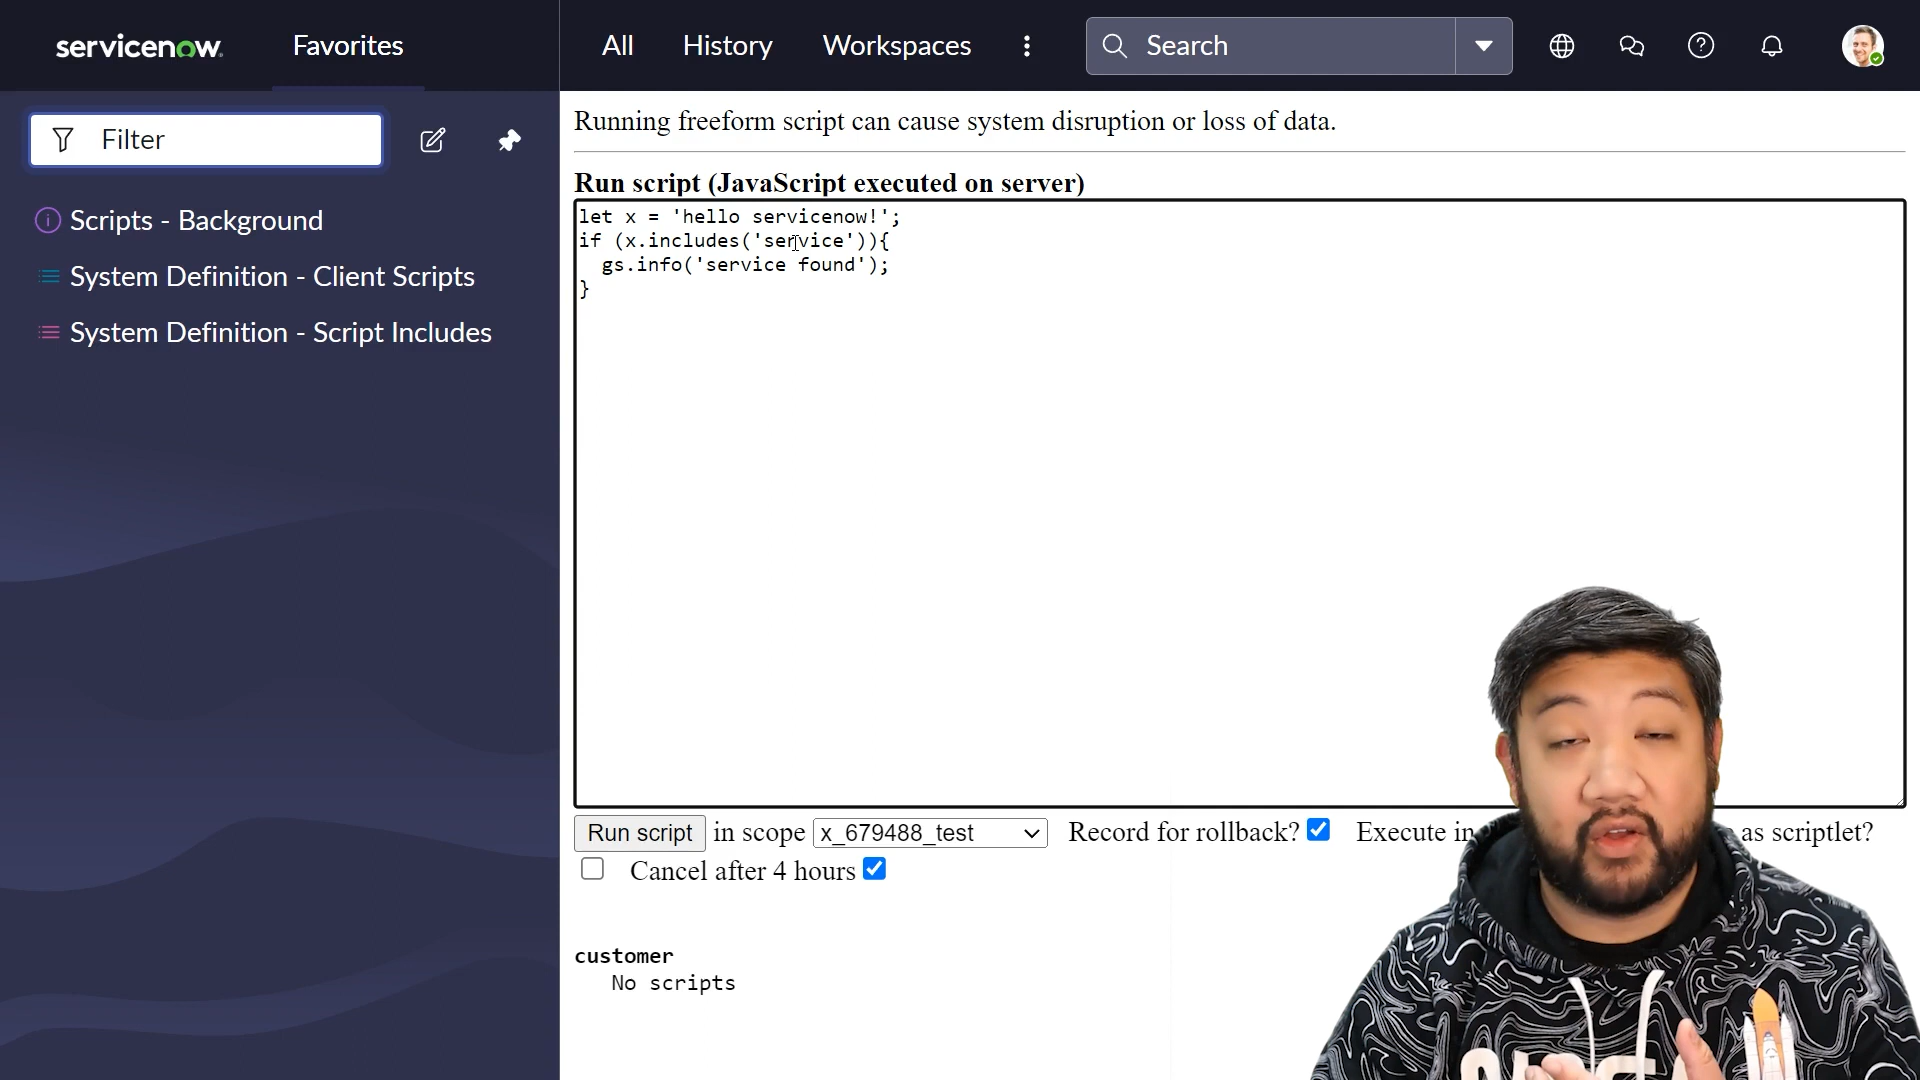 servicenow.
Favorites
All
History
Workspaces
Search
Filter
Scripts - Background
System Definition - Client Scripts
System Definition - Script Includes
Running freeform script can cause system disruption or loss of data.
Run script (JavaScript executed on server)
let x = 'hello servicenow!';
if (x.includes('service')){
gs.info('service found');
}
Run script in scope x_679488_test Record for rollback? Execute in as scriptlet?
Cancel after 4 hours
customer
No scripts